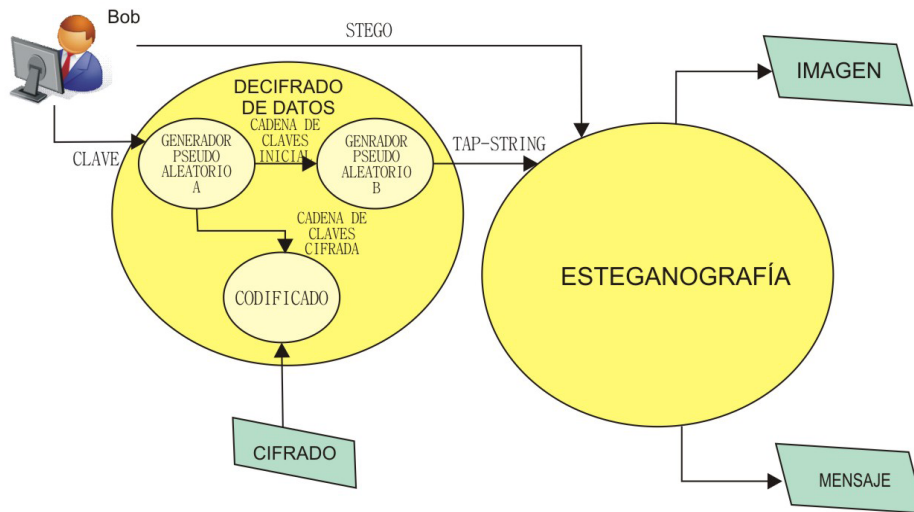 Bob
STEGO
IMAGEN
DECIFRADO
DE DATOS
CLAVE
GENERADOR
PSEUDO
ALEATORIO
A
CADENA DE
CLAVES
INICIAL
GENRADOR
PSEUDO
ALEATORIO
B
TAP-STRING
CADENA DE
CLAVES
CIFRADA
CODIFICADO
ESTEGANOGRAFÍA
CIFRADO
MENSAJE